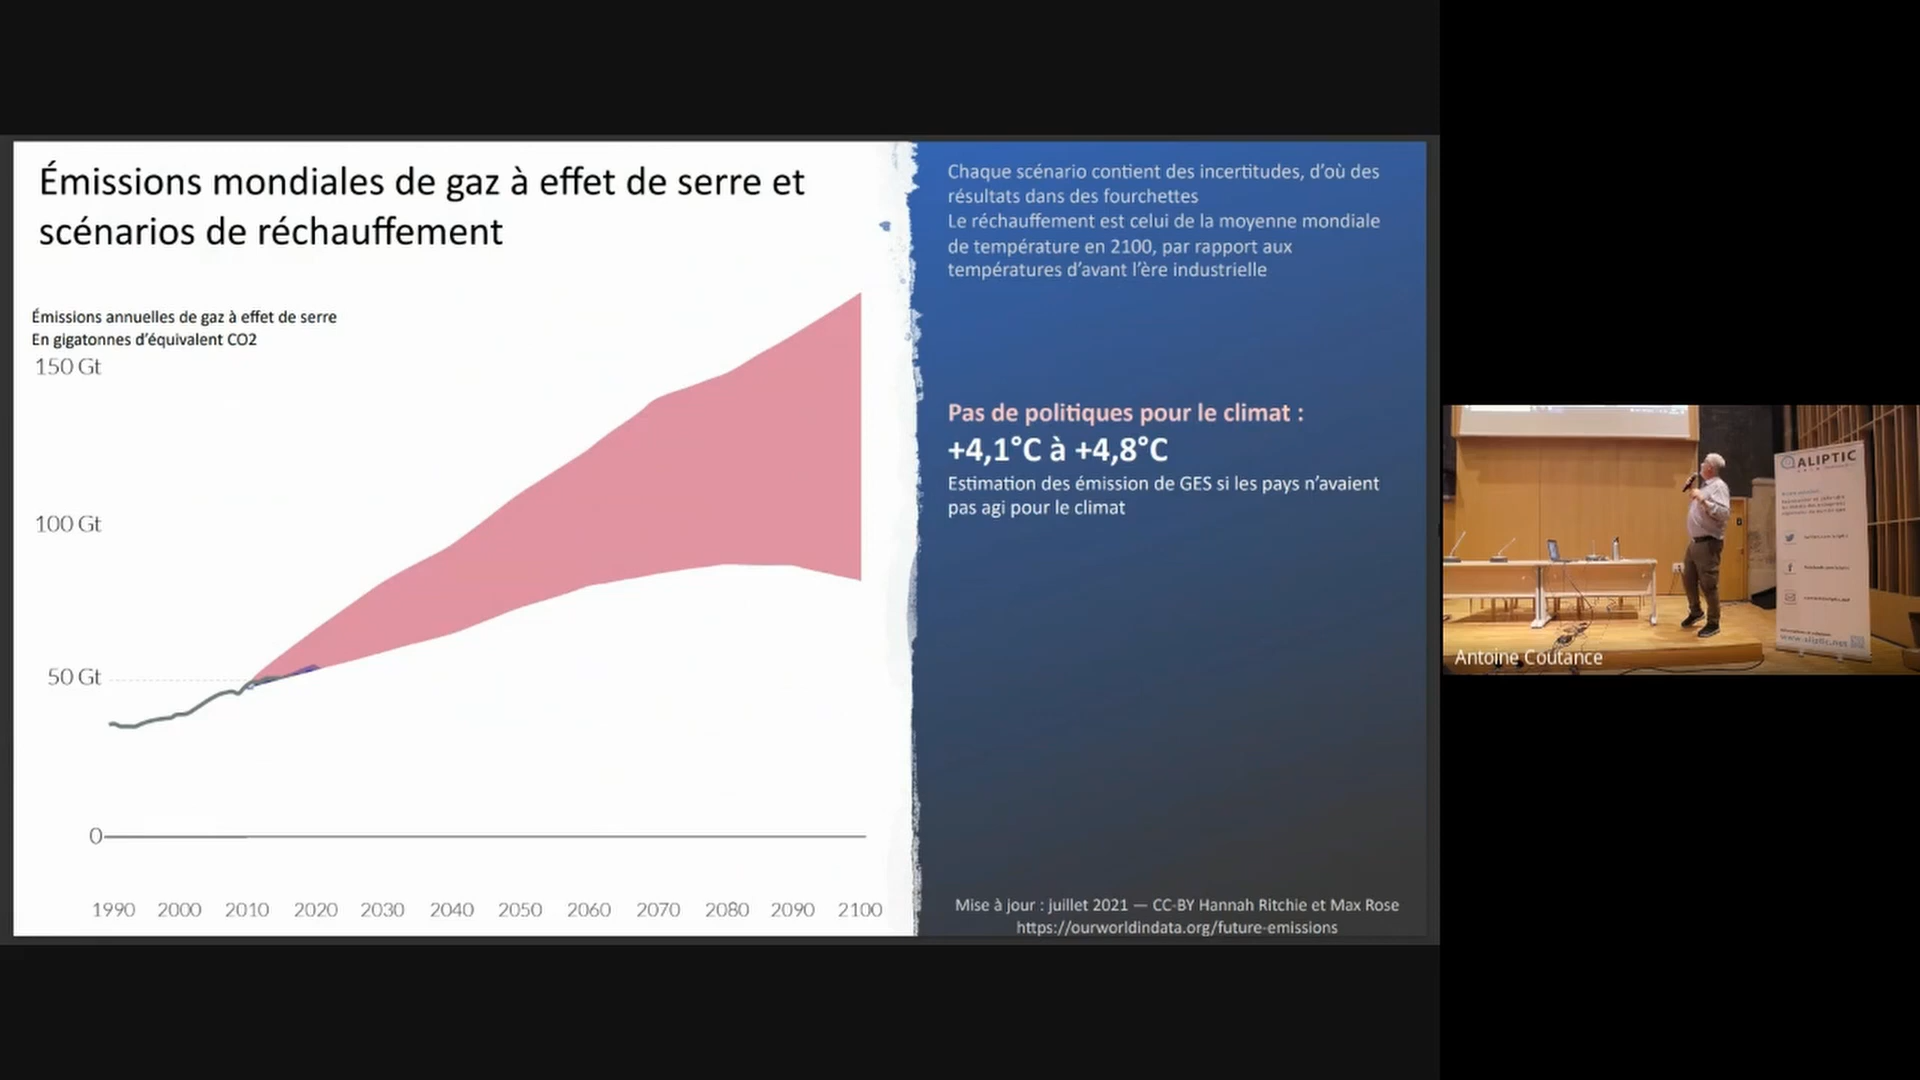 Émissions mondiales de gaz à effet de serre et
scénarios de réchauffement
Émissions annuelles de gaz à effet de serre
En gigatonnes d’équivalent CO2
150 Gt
100 Gt
50 Gt
0
1990 2000 2010 2020 2030 2040 2050 2060 2070 2080 2090 2100
Chaque scénario contient des incertitudes, d’où des
résultats dans des fourchettes
Le réchauffement est celui de la moyenne mondiale
de température en 2100, par rapport aux
températures d’avant l’ère industrielle
Pas de politiques pour le climat :
+4,1°C à +4,8°C
Estimation des émission de GES si les pays n’avaient
pas agi pour le climat
Mise à jour : juillet 2021 — CC-BY Hannah Ritchie et Max Rose
https://ourworldindata.org/future-emissions
ALIPTIC
www.aliptic.net
Antoine Coutance